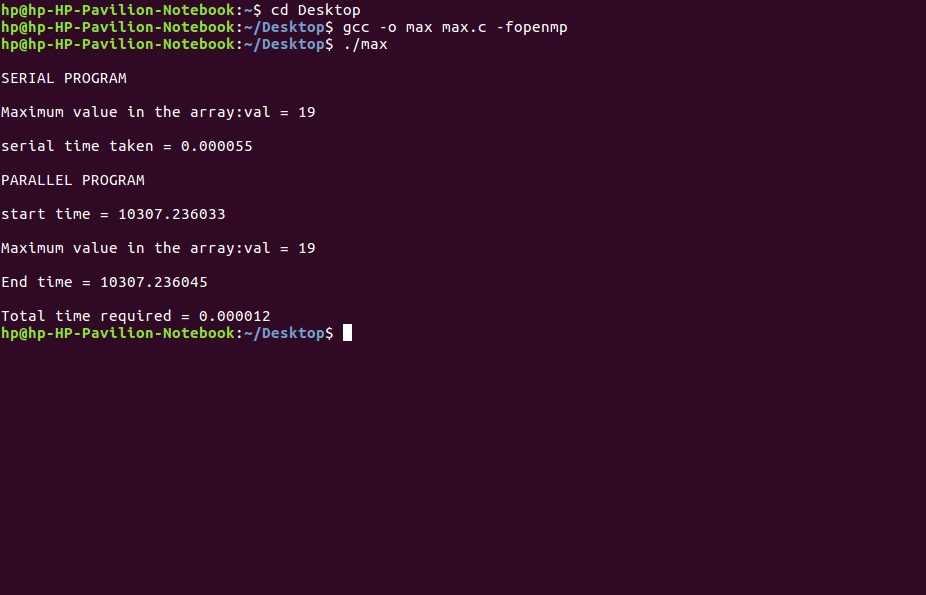 hp@hp-HP-Pavilion-Notebook:~$ cd Desktop
hp@hp-HP-Pavilion-Notebook:~/Desktop$ gcc -o max max.c -fopenmp
hp@hp-HP-Pavilion-Notebook:~/Desktop$ ./max
SERIAL PROGRAM
Maximum value in the array:val = 19
serial time taken = 0.000055
PARALLEL PROGRAM
start time = 10307.236033
Maximum value in the array:val = 19
End time = 10307.236045
Total time required = 0.000012
hp@hp-HP-Pavilion-Notebook:~/Desktop$